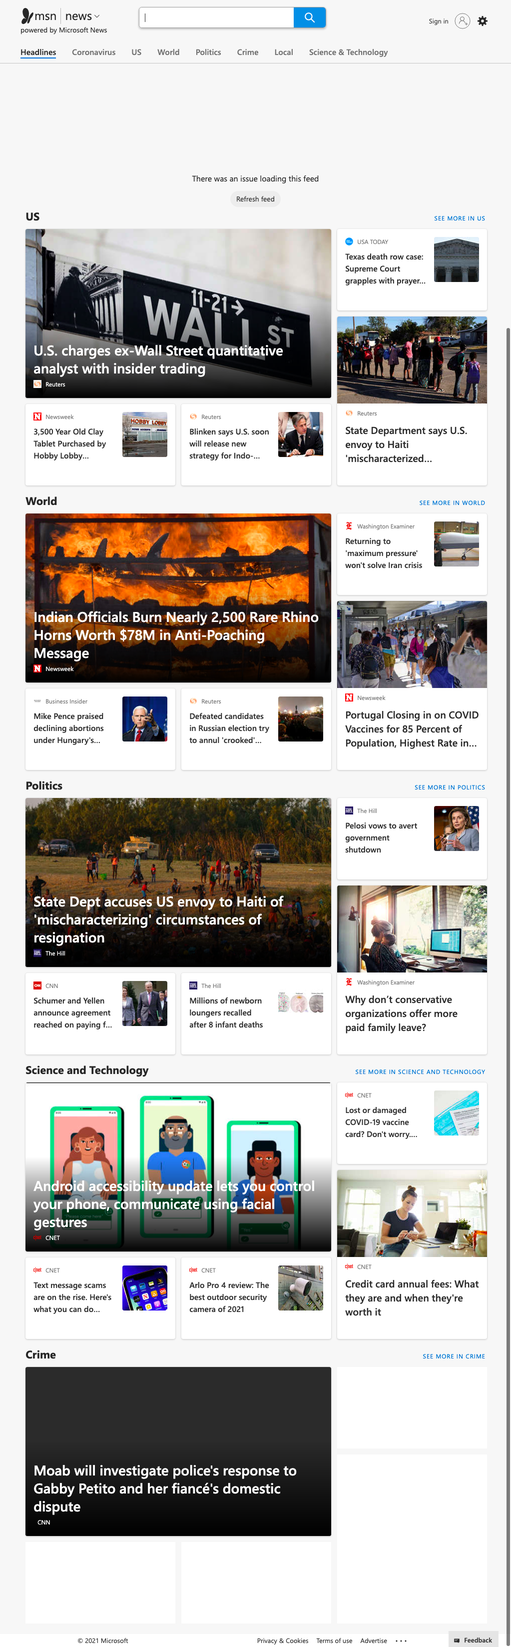 msn news
powered by Microsoft News
Sign in
Headlines Coronavirus US World Politics Crime Local Science & Technology
There was an issue loading this feed
Refresh feed
US
SEE MORE IN US
11-21
WALL ST
U.S. charges ex-Wall Street quantitative
analyst with insider trading
Reuters
USA TODAY
Texas death row case:
Supreme Court
grapples with prayer...
Reuters
State Department says U.S.
envoy to Haiti
'mischaracterized...
Newsweek
3,500 Year Old Clay
Tablet Purchased by
Hobby Lobby...
HOBBY LOBBY
Reuters
Blinken says U.S. soon
will release new
strategy for Indo-...
World
SEE MORE IN WORLD
Indian Officials Burn Nearly 2,500 Rare Rhino
Horns Worth $78M in Anti-Poaching
Message
Newsweek
Washington Examiner
Returning to
'maximum pressure'
won't solve Iran crisis
Newsweek
Portugal Closing in on COVID
Vaccines for 85 Percent of
Population, Highest Rate in...
Business Insider
Mike Pence praised
declining abortions
under Hungary's...
Reuters
Defeated candidates
in Russian election try
to annul 'crooked'...
Politics
SEE MORE IN POLITICS
State Dept accuses US envoy to Haiti of
'mischaracterizing' circumstances of
resignation
The Hill
The Hill
Pelosi vows to avert
government
shutdown
Washington Examiner
Why don't conservative
organizations offer more
paid family leave?
CNN
Schumer and Yellen
announce agreement
reached on paying f...
The Hill
Millions of newborn
loungers recalled
after 8 infant deaths
Science and Technology
SEE MORE IN SCIENCE AND TECHNOLOGY
Android accessibility update lets you control
your phone, communicate using facial
gestures
CNET
CNET
Lost or damaged
COVID-19 vaccine
card? Don't worry....
CNET
Credit card annual fees: What
they are and when they're
worth it
CNET
Text message scams
are on the rise. Here's
what you can do...
CNET
Arlo Pro 4 review: The
best outdoor security
camera of 2021
Crime
SEE MORE IN CRIME
Moab will investigate police's response to
Gabby Petito and her fiancé's domestic
dispute
CNN
© 2021 Microsoft
Privacy & Cookies Terms of use Advertise ...
Feedback